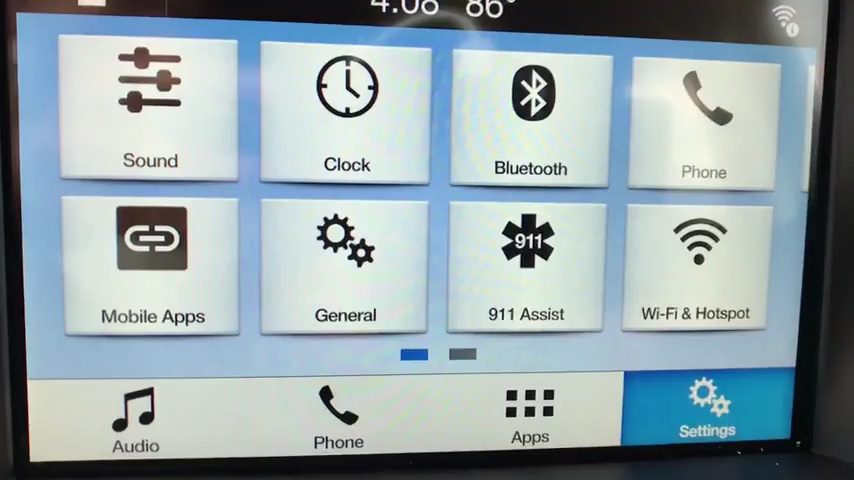 4:08 86°
Sound Clock Bluetooth Phone
911
Mobile Apps General 911 Assist Wi-Fi & Hotspot
Audio Phone Apps Settings